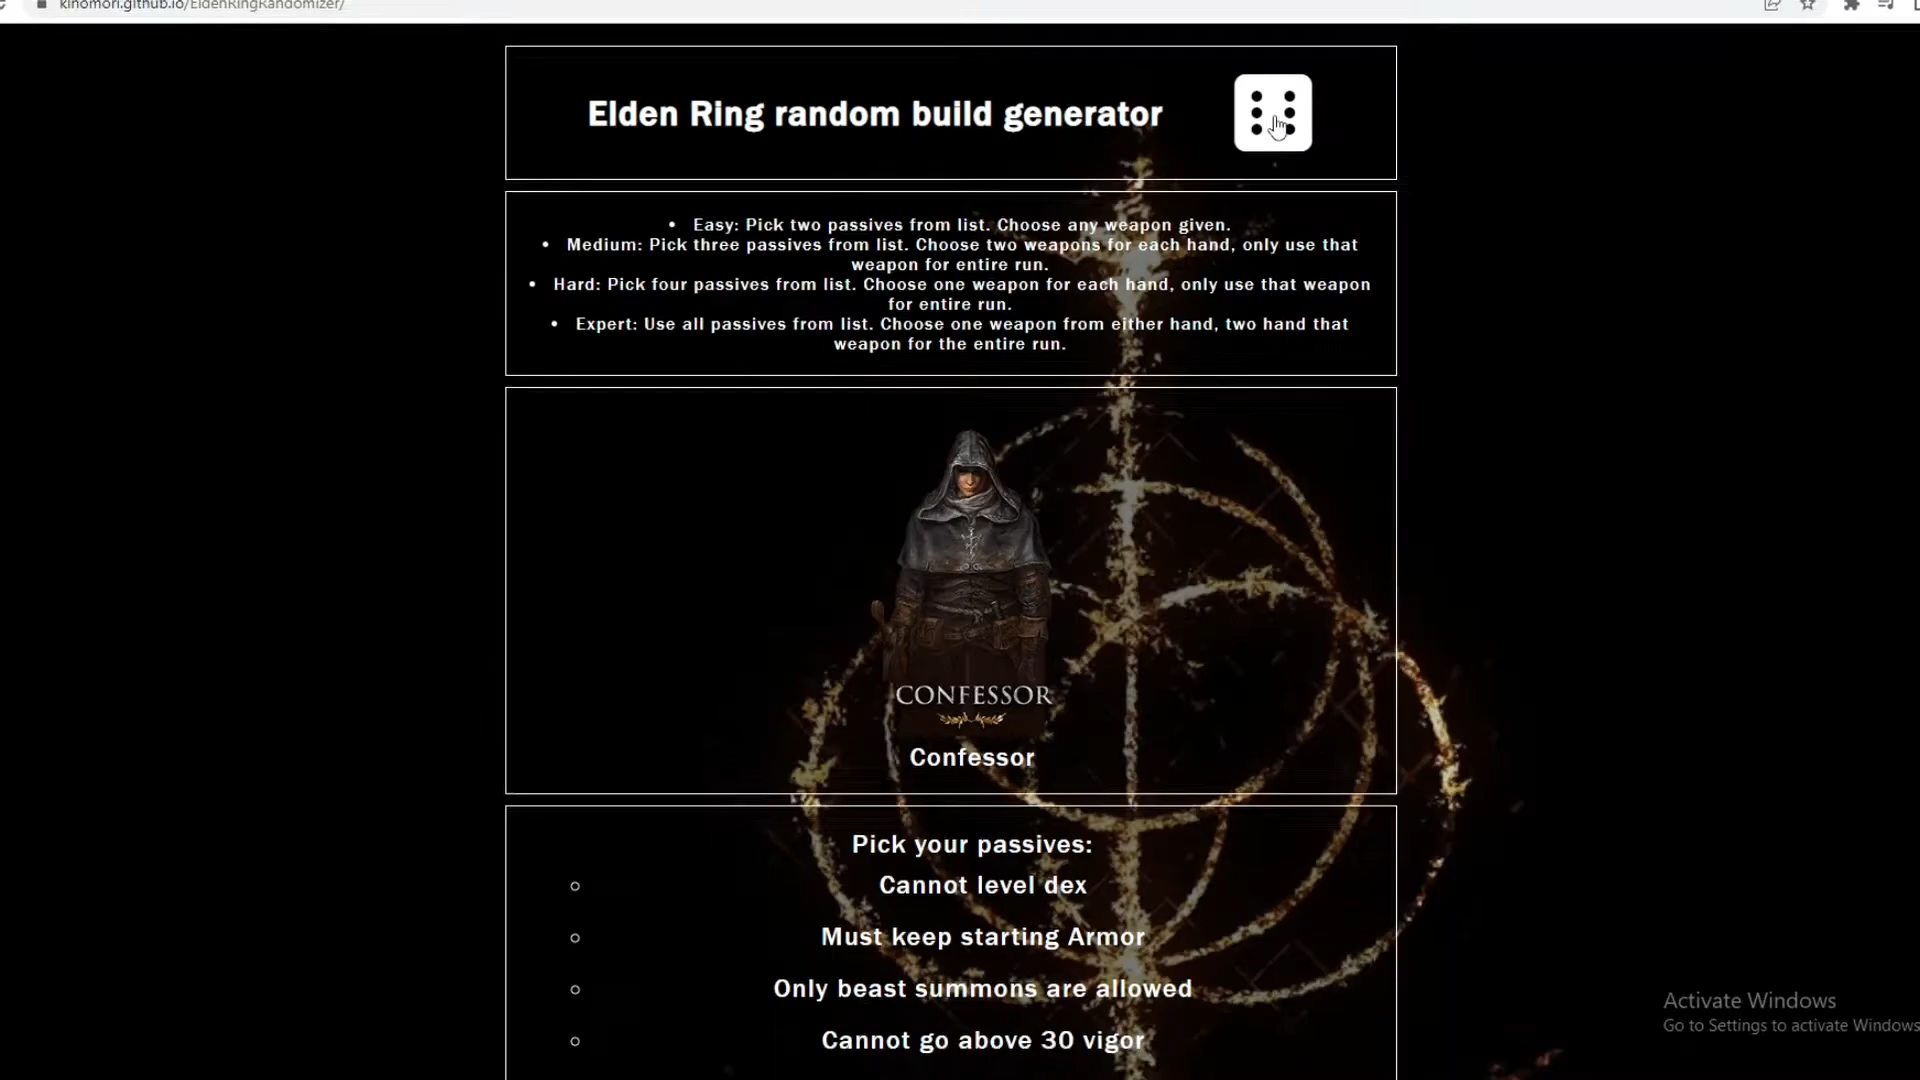 kinomori.github.io/EldenRingRandomizer/
Elden Ring random build generator
• Easy: Pick two passives from list. Choose any weapon given.
• Medium: Pick three passives from list. Choose two weapons for each hand, only use that
weapon for entire run.
• Hard: Pick four passives from list. Choose one weapon for each hand, only use that weapon
for entire run.
• Expert: Use all passives from list. Choose one weapon from either hand, two hand that
weapon for the entire run.
CONFESSOR
Confessor
Pick your passives:
Cannot level dex
Must keep starting Armor
Only beast summons are allowed
Cannot go above 30 vigor
Activate Windows
Go to Settings to activate Windows